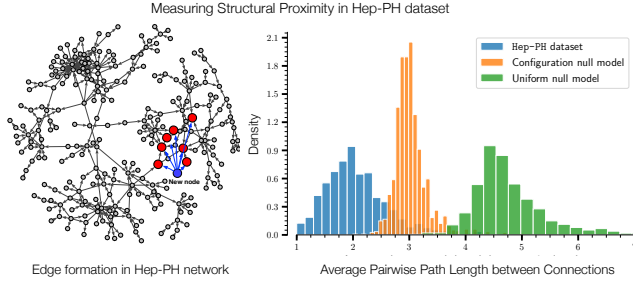 Measuring Structural Proximity in Hep-PH dataset
New node
Edge formation in Hep-PH network
Density
2.1
1.8
1.5
1.2
0.9
0.6
0.3
0.0
Hep-PH dataset
Configuration null model
Uniform null model
1 2 3 4 5 6
Average Pairwise Path Length between Connections